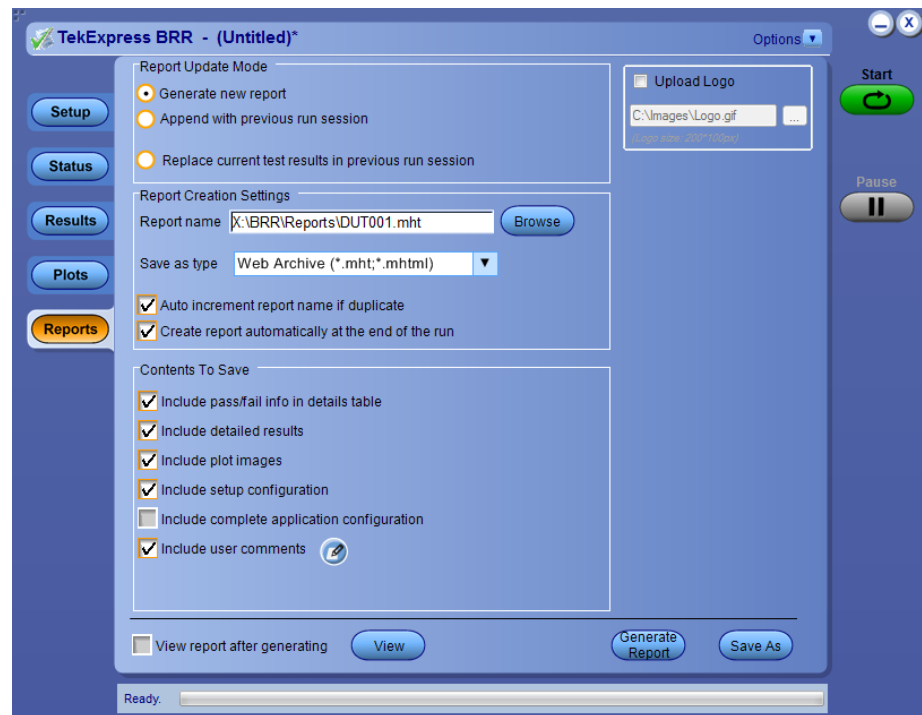 TekExpress BRR - (Untitled)*
Options
X
Start
Pause
Setup
Status
Results
Plots
Reports
Report Update Mode
Generate new report
Append with previous run session
Replace current test results in previous run session
Upload Logo
C:\Images\Logo.gif
...
(Logo size: 200*100px)
Report Creation Settings
Report name X:\BRR\Reports\DUT001.mht Browse
Save as type Web Archive (*.mht;*.mhtml)
Auto increment report name if duplicate
Create report automatically at the end of the run
Contents To Save
Include pass/fail info in details table
Include detailed results
Include plot images
Include setup configuration
Include complete application configuration
Include user comments
View report after generating View
Generate
Report
Save As
Ready.